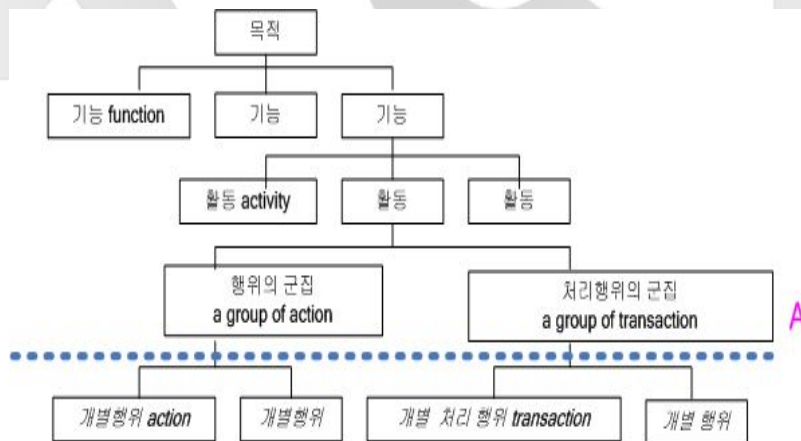 목적
기능 function
기능
기능
활동 activity
활동
활동
행위의 군집
a group of action
처리행위의 군집
a group of transaction
A
개별행위 action
개별행위
개별 처리 행위 transaction
개별 행위